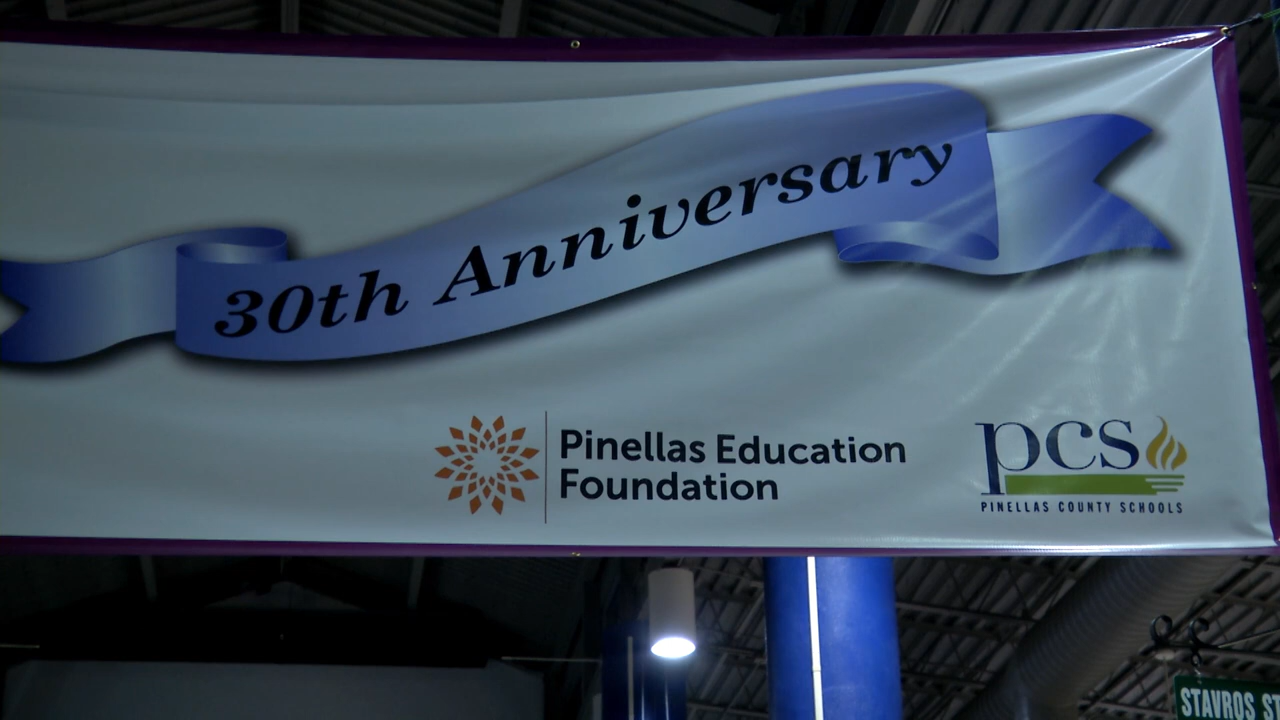 30th Anniversary
Pinellas Education
Foundation
pcs
PINELLAS COUNTY SCHOOLS
STAVROS